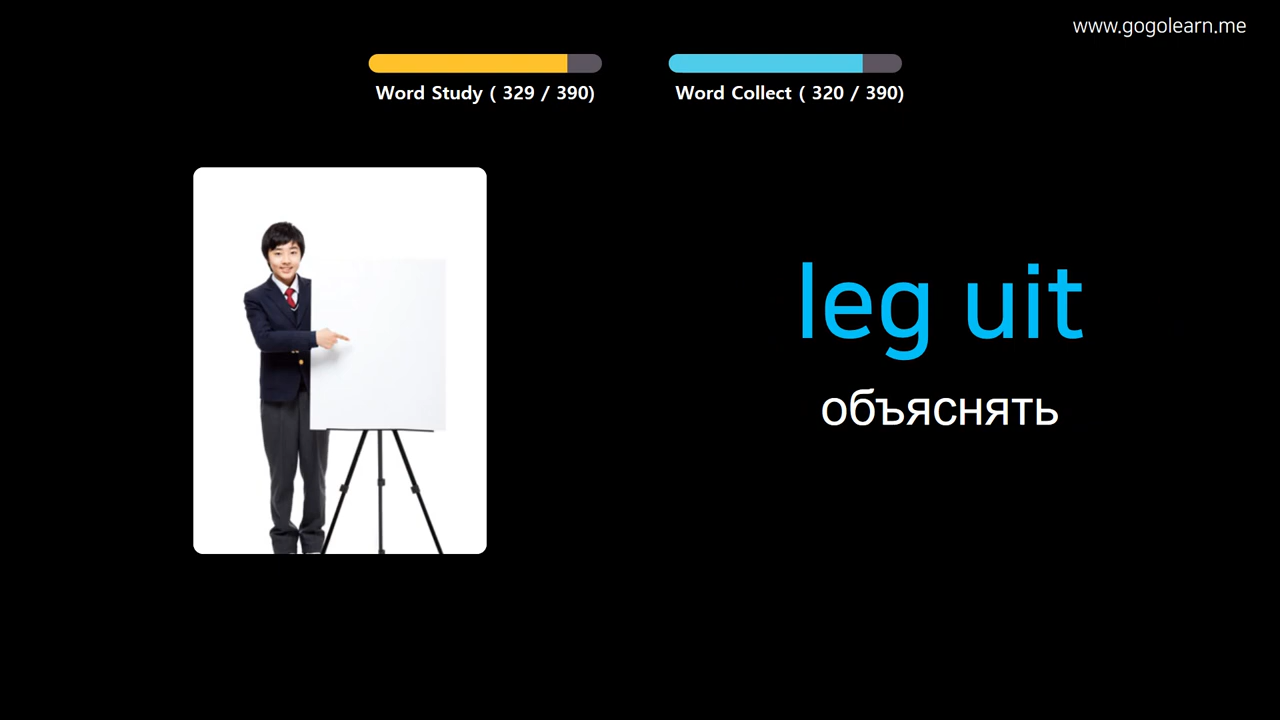 www.gogolearn.me
Word Study ( 329 / 390)
Word Collect ( 320 / 390)
leg uit
объяснять